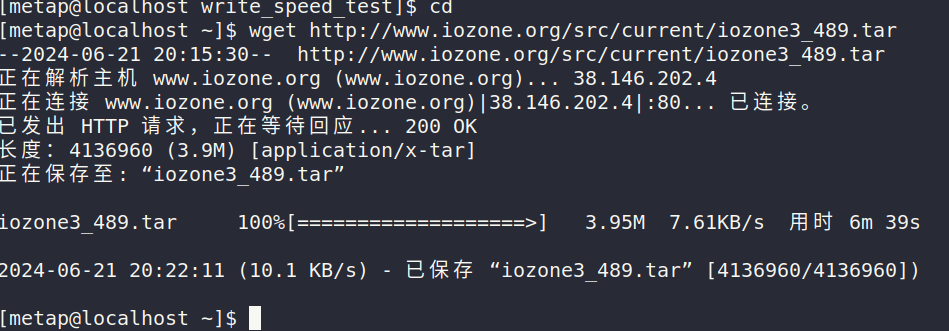 [metap@localhost write_speed_test]$ cd
[metap@localhost ~]$ wget http://www.iozone.org/src/current/iozone3_489.tar
--2024-06-21 20:15:30--  http://www.iozone.org/src/current/iozone3_489.tar
正在解析主机 www.iozone.org (www.iozone.org)... 38.146.202.4
正在连接 www.iozone.org (www.iozone.org)|38.146.202.4|:80... 已连接。
已发出 HTTP 请求，正在等待回应... 200 OK
长度：4136960 (3.9M) [application/x-tar]
正在保存至: “iozone3_489.tar”
iozone3_489.tar     100%[===================>]   3.95M  7.61KB/s  用时 6m 39s
2024-06-21 20:22:11 (10.1 KB/s) - 已保存 “iozone3_489.tar” [4136960/4136960])
[metap@localhost ~]$